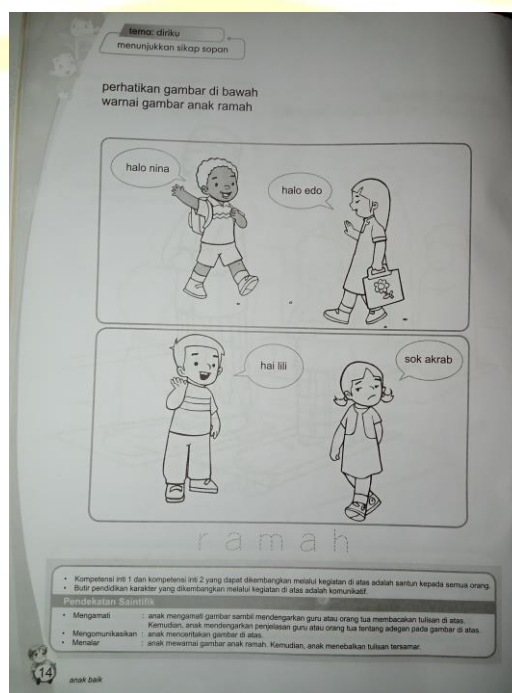 tema: diriku
menunjukkan sikap sopan
perhatikan gambar di bawah
warnai gambar anak ramah
halo nina
halo edo
hai lili
sok akrab
ramah
• Kompetensi inti 1 dan kompetensi inti 2 yang dapat dikembangkan melalui kegiatan di atas adalah santun kepada semua orang.
• Butir pendidikan karakter yang dikembangkan melalui kegiatan di atas adalah komunikatif.
Pendekatan Saintifik
• Mengamati : anak mengamati gambar sambil mendengarkan guru atau orang tua membacakan tulisan di atas.
Kemudian, anak mendengarkan penjelasan guru atau orang tua tentang adegan pada gambar di atas.
• Mengomunikasikan : anak menceritakan gambar di atas.
• Menalar : anak mewarnai gambar anak ramah. Kemudian, anak menebalkan tulisan tersamar.
14
anak baik